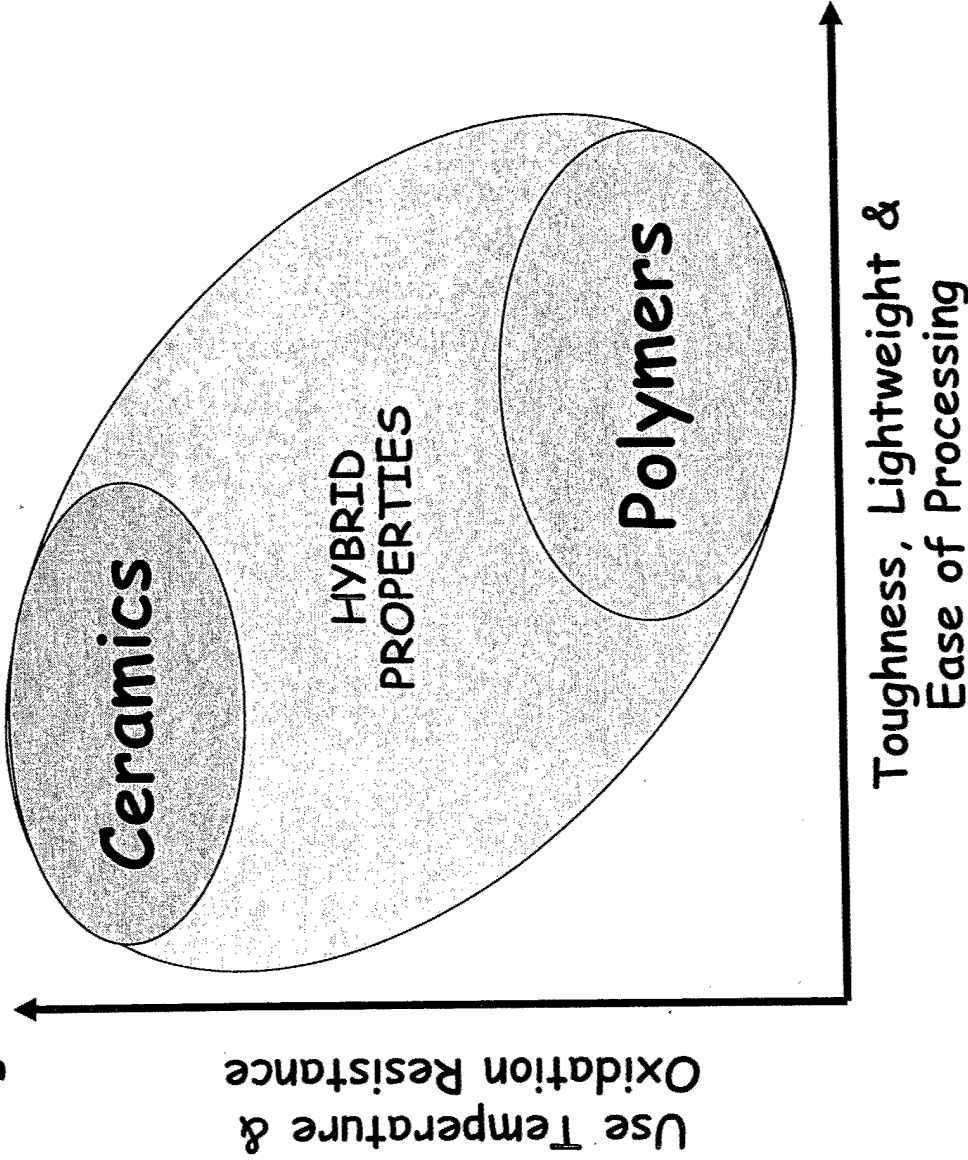 Ceramics
HYBRID
PROPERTIES
Polymers
Use Temperature &
Oxidation Resistance
Toughness, Lightweight &
Ease of Processing